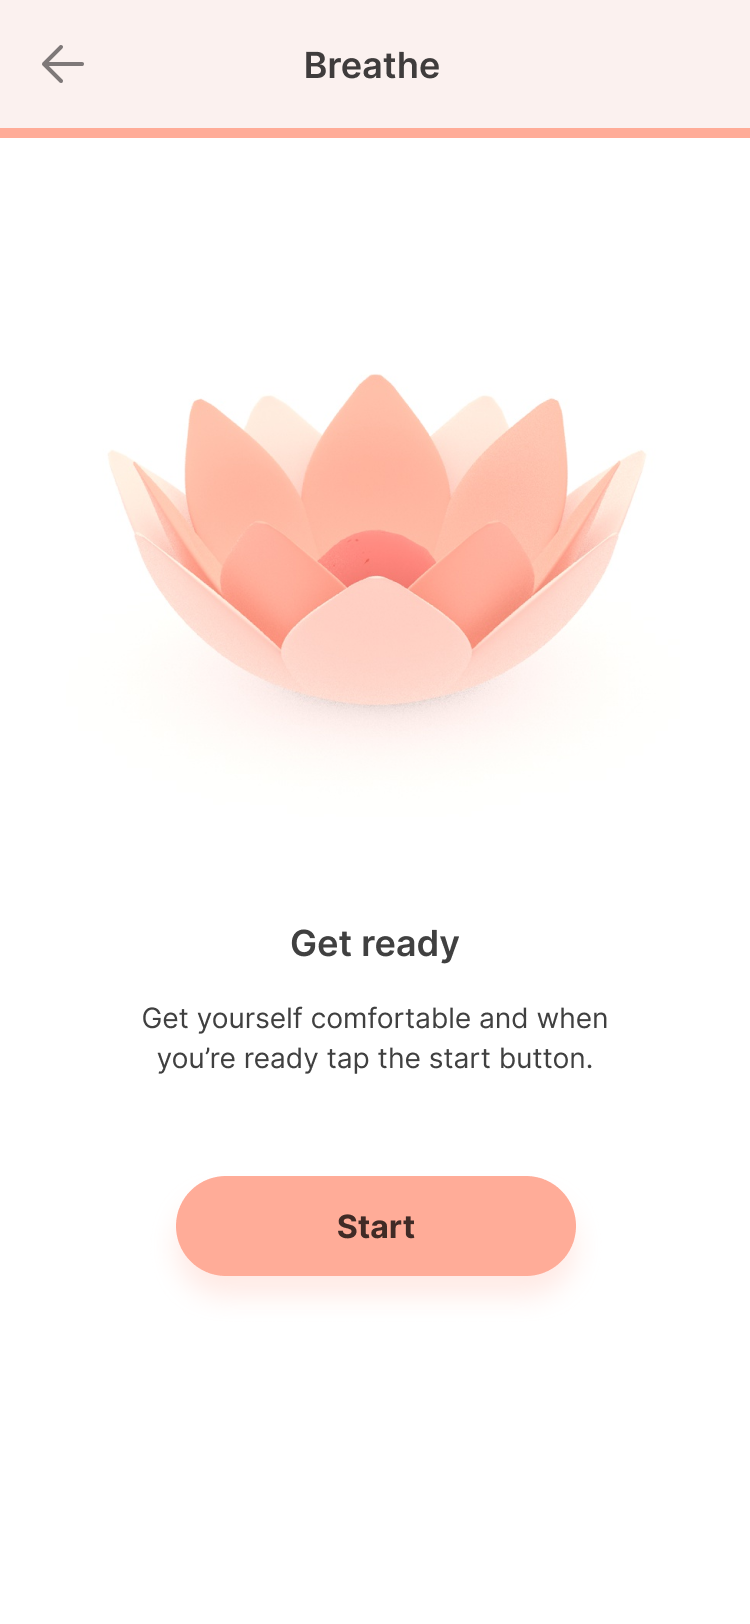 Breathe
Get ready
Get yourself comfortable and when
you’re ready tap the start button.
Start